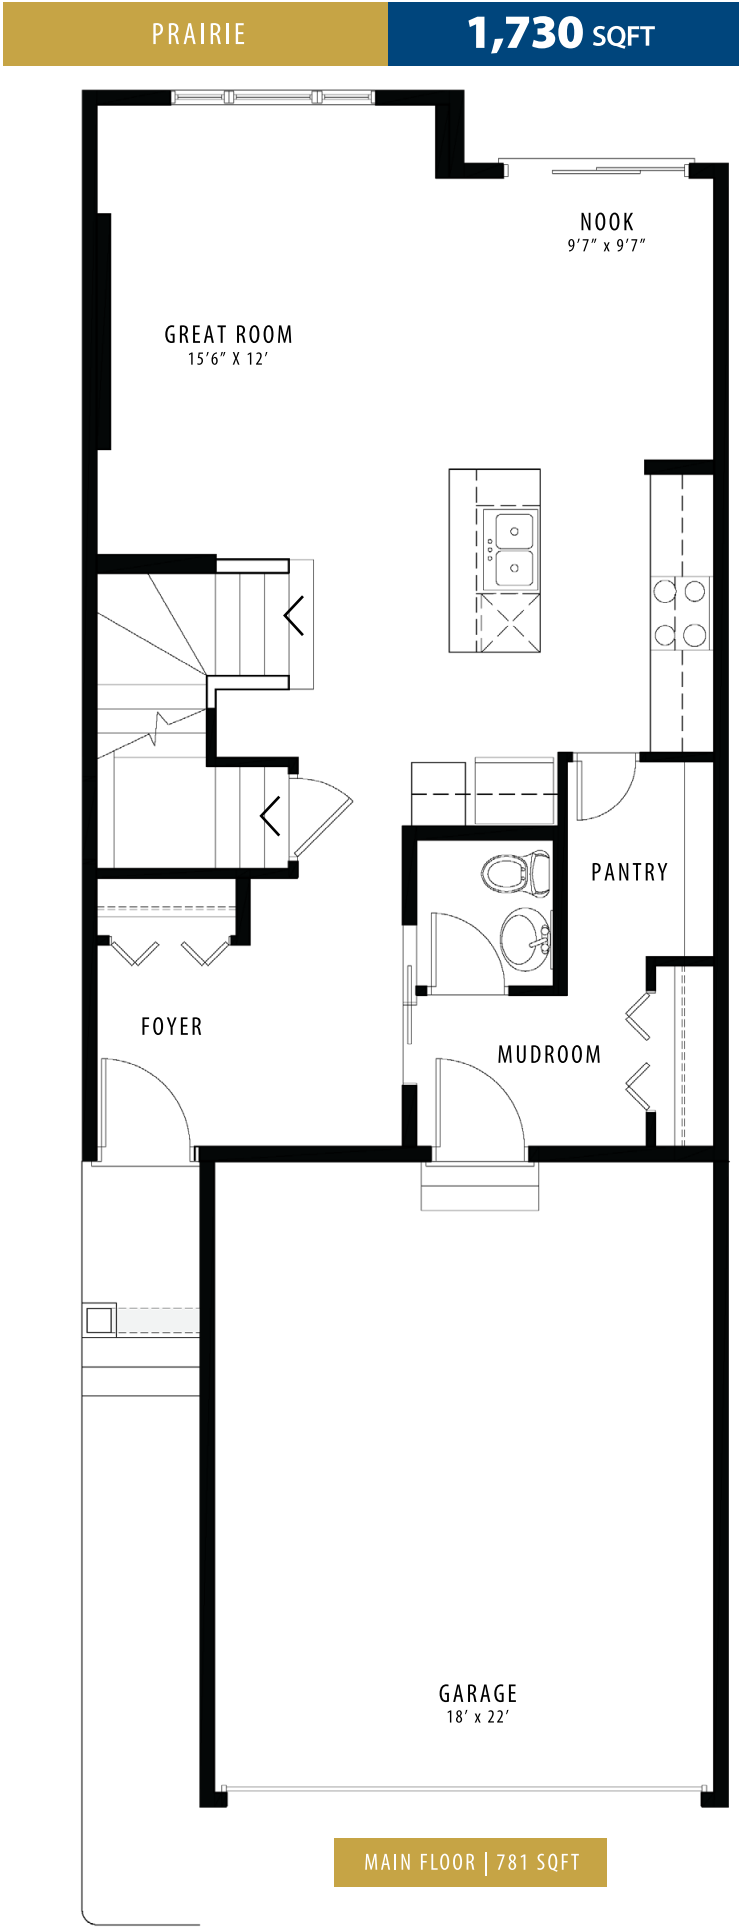 PRAIRIE
1,730 SQFT
NOOK
9'7" x 9'7"
GREAT ROOM
15'6" X 12'
PANTRY
FOYER
MUDROOM
GARAGE
18' x 22'
MAIN FLOOR | 781 SQFT